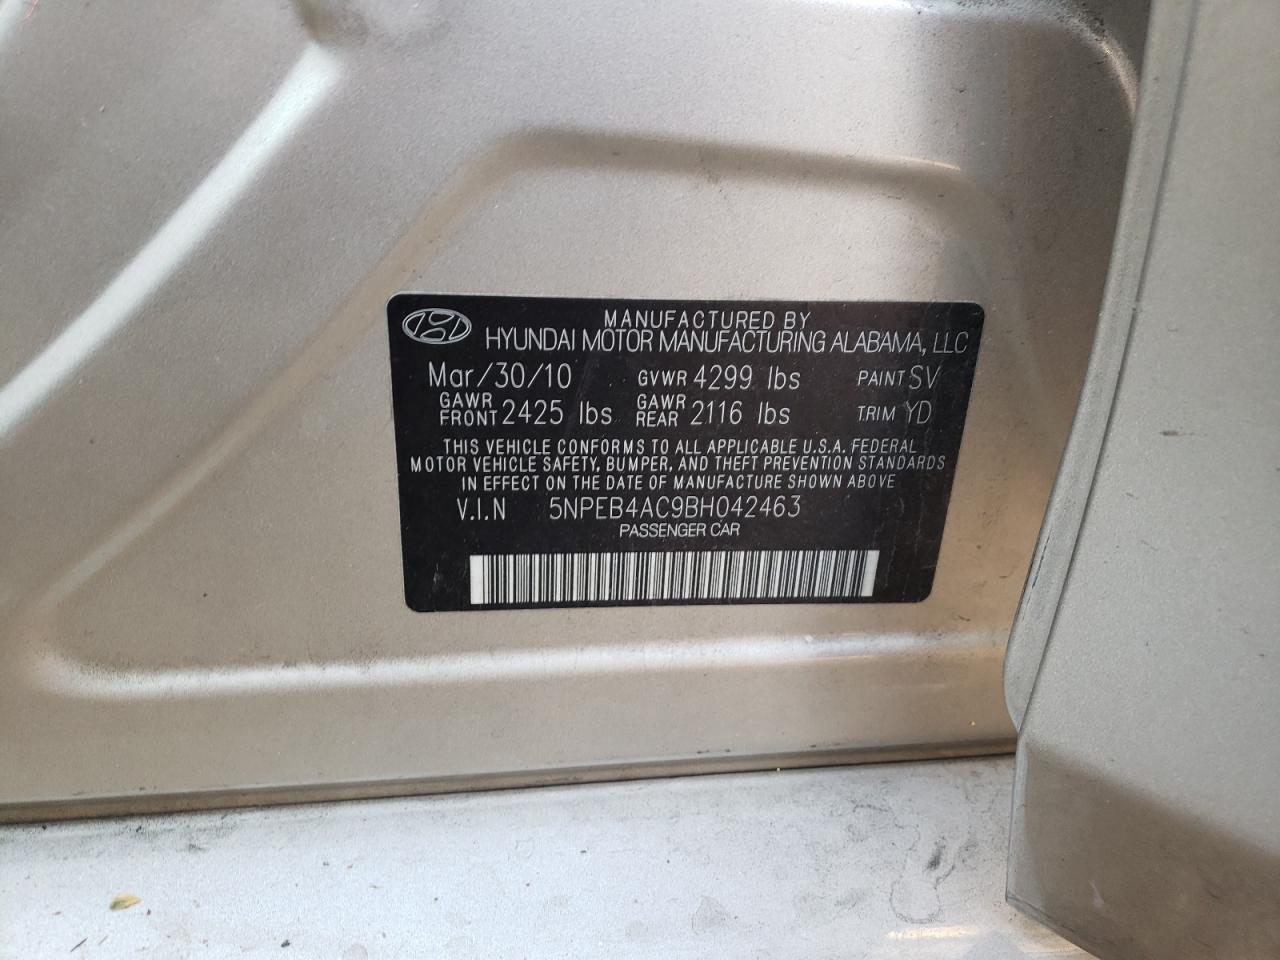 MANUFACTURED BY
HYUNDAI MOTOR MANUFACTURING ALABAMA, LLC
Mar/30/10 GVWR 4299 lbs PAINT SV
GAWR FRONT 2425 lbs GAWR REAR 2116 lbs TRIM YD
THIS VEHICLE CONFORMS TO ALL APPLICABLE U.S.A. FEDERAL
MOTOR VEHICLE SAFETY, BUMPER, AND THEFT PREVENTION STANDARDS
IN EFFECT ON THE DATE OF MANUFACTURE SHOWN ABOVE
V.I.N 5NPEB4AC9BH042463
PASSENGER CAR